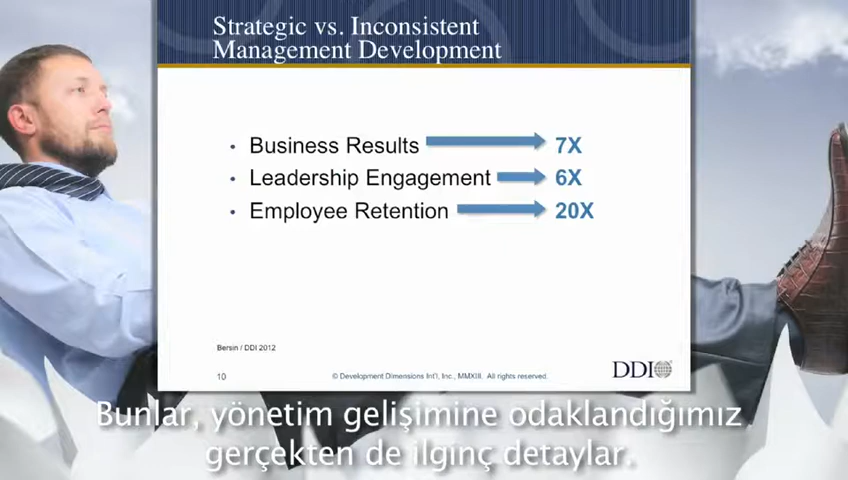 Strategic vs. Inconsistent
Management Development
• Business Results 7X
• Leadership Engagement 6X
• Employee Retention 20X
Bersin / DDI 2012
10
© Development Dimensions Int'l, Inc., MMXIII. All rights reserved.
DDI
Bunlar, yönetim gelişimine odaklandığımız
gerçekten de ilginç detaylar.